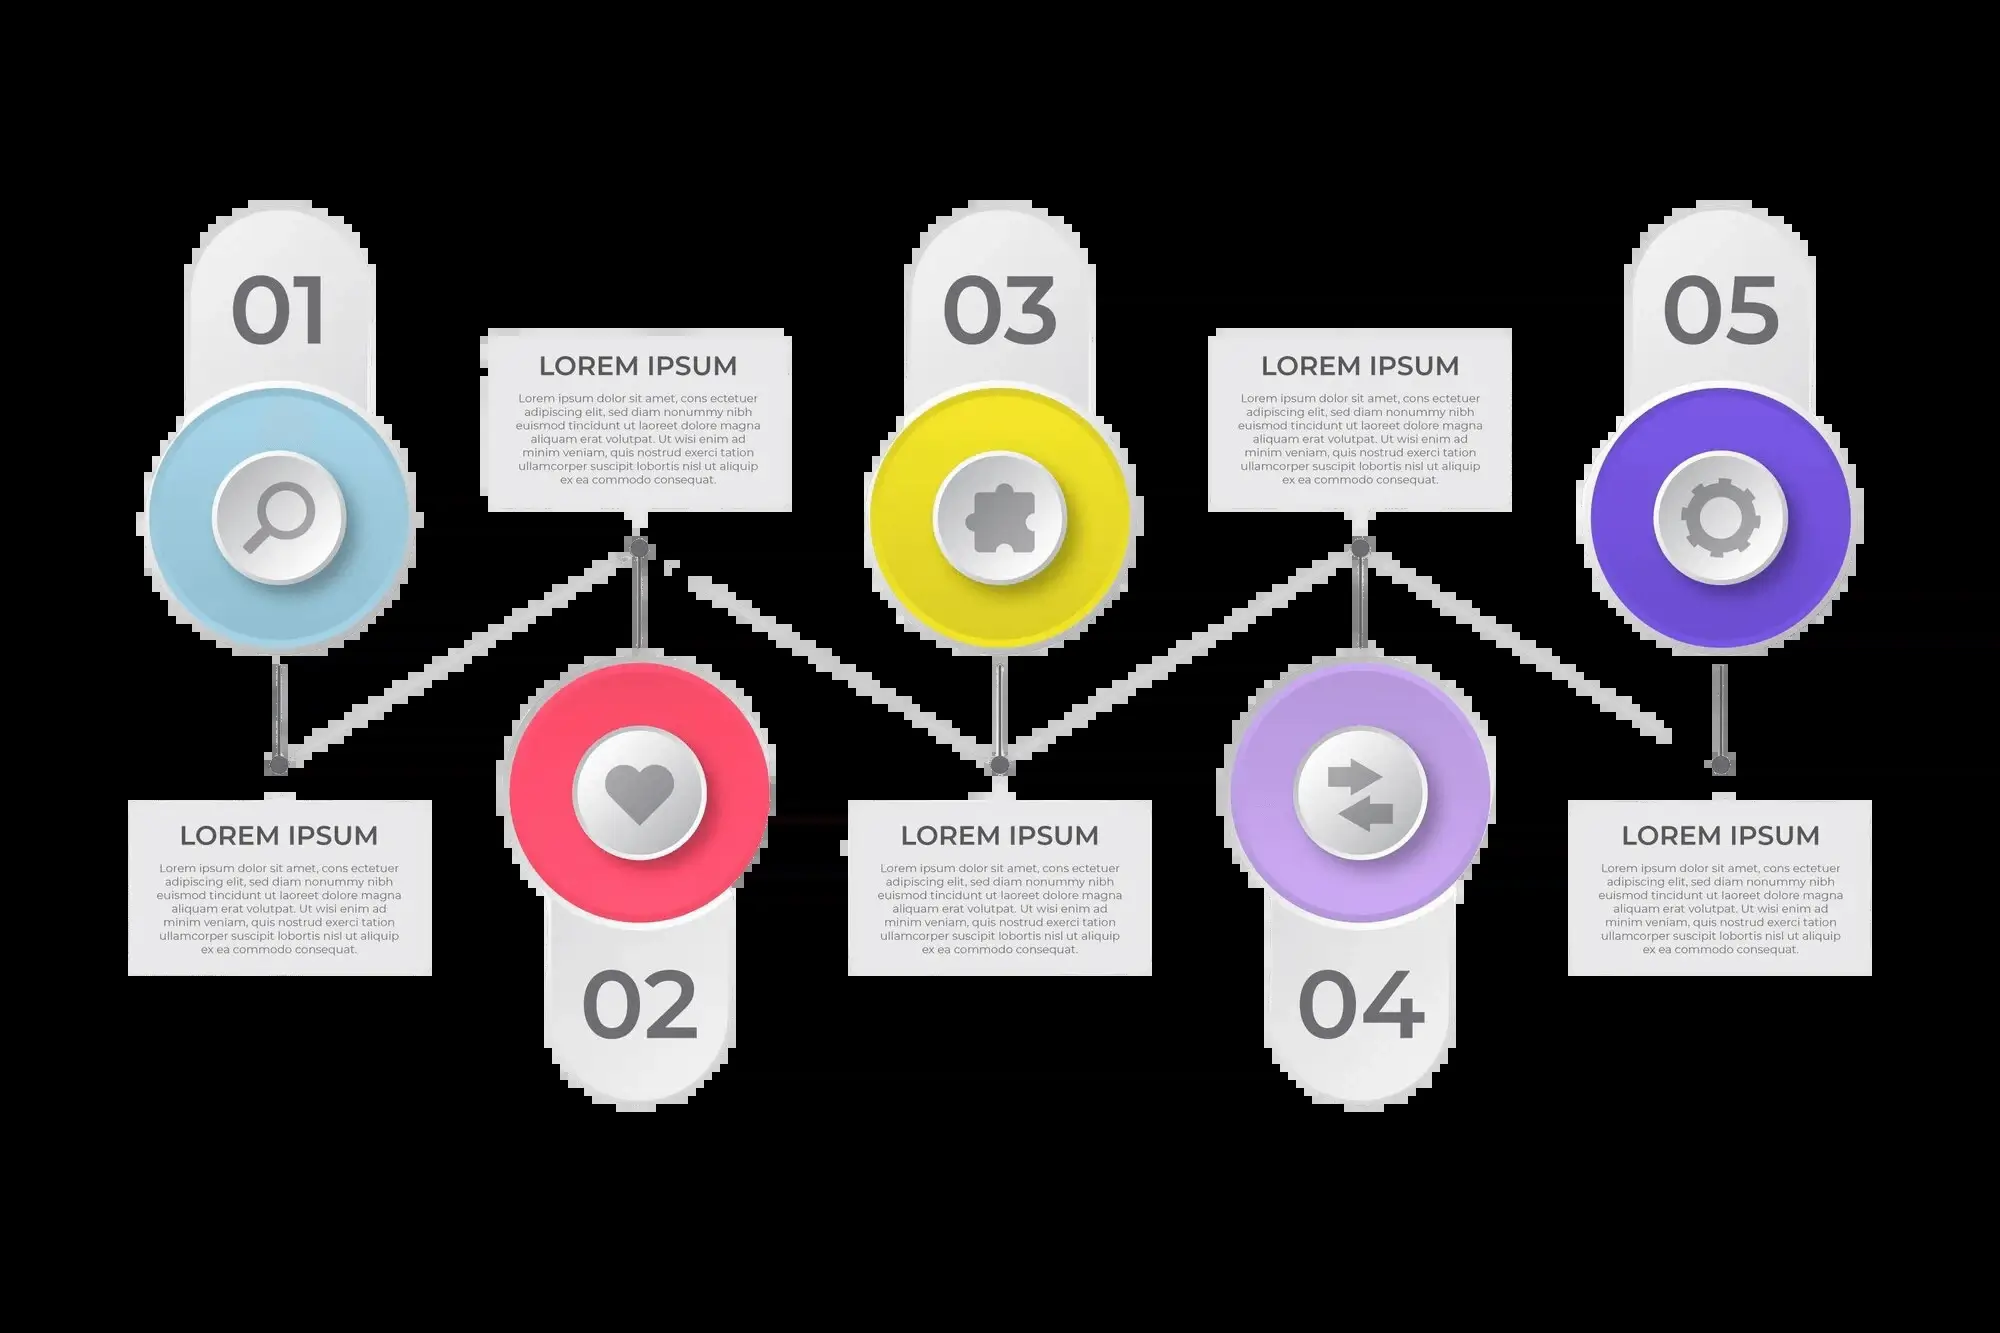 01
LOREM IPSUM
Lorem ipsum dolor sit amet, cons ectetuer
adipiscing elit, sed diam nonummy nibh
euismod tincidunt ut laoreet dolore magna
aliquam erat volutpat. Ut wisi enim ad
minim veniam, quis nostrud exerci tation
ullamcorper suscipit lobortis nisl ut aliquip
ex ea commodo consequat.
LOREM IPSUM
Lorem ipsum dolor sit amet, cons ectetuer
adipiscing elit, sed diam nonummy nibh
euismod tincidunt ut laoreet dolore magna
aliquam erat volutpat. Ut wisi enim ad
minim veniam, quis nostrud exerci tation
ullamcorper suscipit lobortis nisl ut aliquip
ex ea commodo consequat.
02
03
LOREM IPSUM
Lorem ipsum dolor sit amet, cons ectetuer
adipiscing elit, sed diam nonummy nibh
euismod tincidunt ut laoreet dolore magna
aliquam erat volutpat. Ut wisi enim ad
minim veniam, quis nostrud exerci tation
ullamcorper suscipit lobortis nisl ut aliquip
ex ea commodo consequat.
LOREM IPSUM
Lorem ipsum dolor sit amet, cons ectetuer
adipiscing elit, sed diam nonummy nibh
euismod tincidunt ut laoreet dolore magna
aliquam erat volutpat. Ut wisi enim ad
minim veniam, quis nostrud exerci tation
ullamcorper suscipit lobortis nisl ut aliquip
ex ea commodo consequat.
04
05
LOREM IPSUM
Lorem ipsum dolor sit amet, cons ectetuer
adipiscing elit, sed diam nonummy nibh
euismod tincidunt ut laoreet dolore magna
aliquam erat volutpat. Ut wisi enim ad
minim veniam, quis nostrud exerci tation
ullamcorper suscipit lobortis nisl ut aliquip
ex ea commodo consequat.